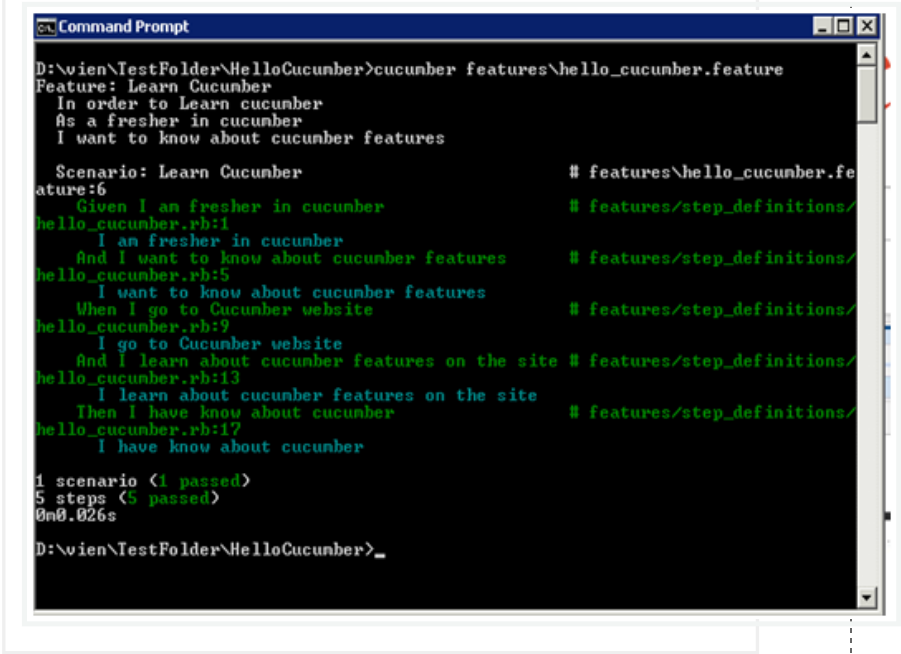 Command Prompt
D:\vien\TestFolder\HelloCucumber>cucumber features\hello_cucumber.feature
Feature: Learn Cucumber
In order to Learn cucumber
As a fresher in cucumber
I want to know about cucumber features
Scenario: Learn Cucumber # features\hello_cucumber.fe
ature:6
Given I am fresher in cucumber # features/step_definitions/
hello_cucumber.rb:1
I am fresher in cucumber
And I want to know about cucumber features # features/step_definitions/
hello_cucumber.rb:5
I want to know about cucumber features
When I go to Cucumber website # features/step_definitions/
hello_cucumber.rb:9
I go to Cucumber website
And I learn about cucumber features on the site # features/step_definitions/
hello_cucumber.rb:13
I learn about cucumber features on the site
Then I have know about cucumber # features/step_definitions/
hello_cucumber.rb:17
I have know about cucumber
1 scenario (1 passed)
5 steps (5 passed)
0m0.026s
D:\vien\TestFolder\HelloCucumber>_